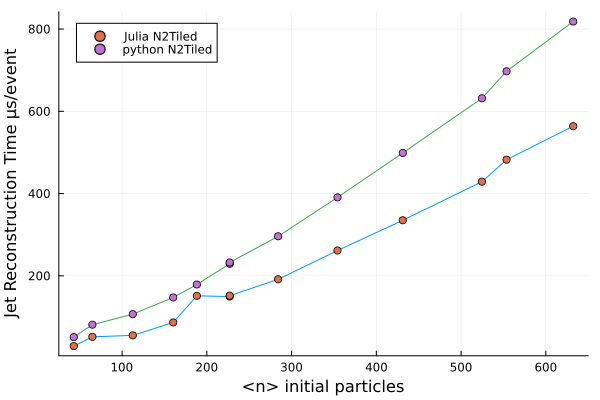 Jet Reconstruction Time μs/event
800
600
400
200
Julia N2Tiled
python N2Tiled
100 200 300 400 500 600
<n> initial particles